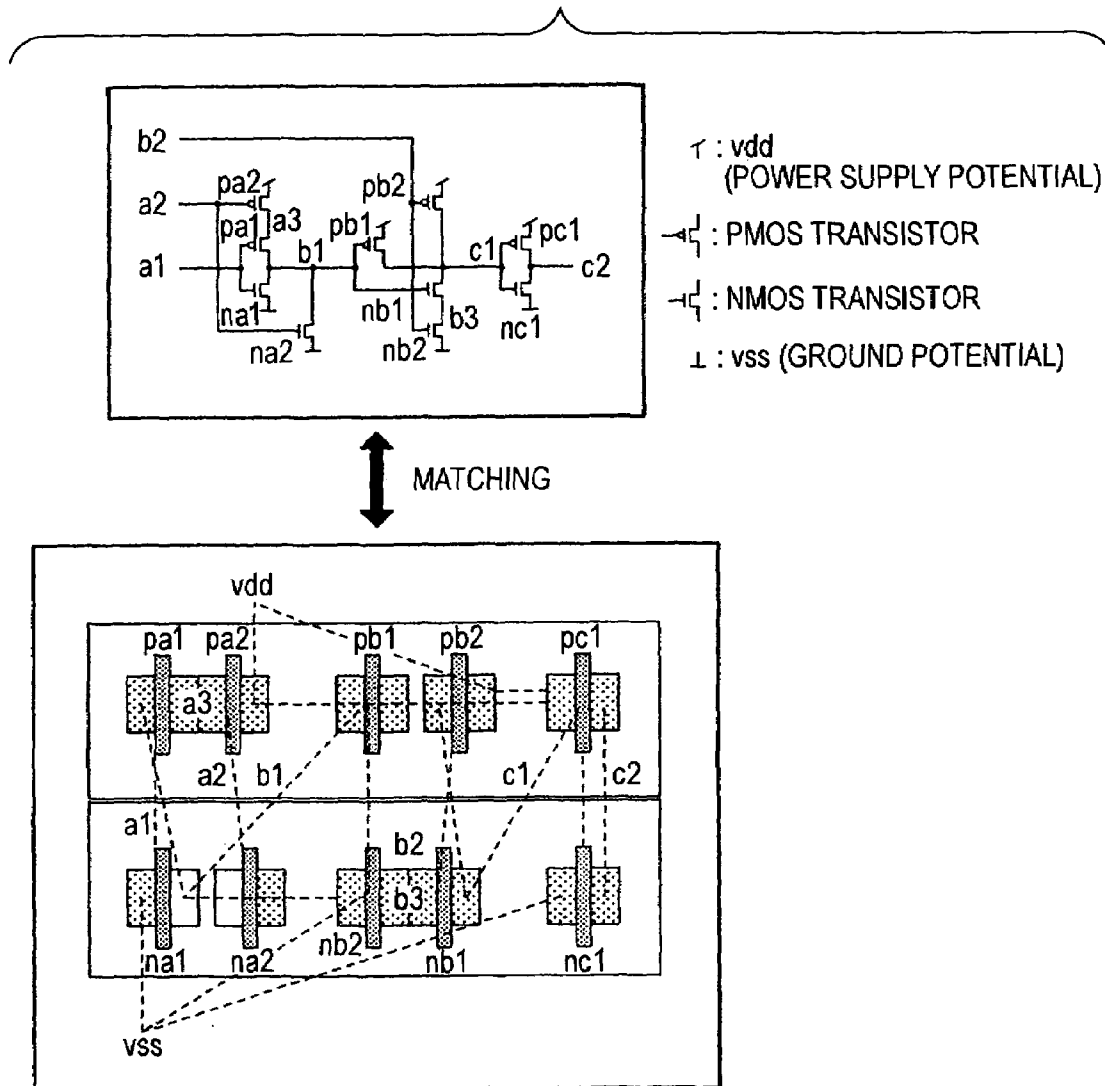 b2
pa2
pb2
a2
a3
pa1
pb1
pc1
b1
c1
a1
c2
na1
nb1
b3
nc1
na2
nb2
: vdd
(POWER SUPPLY POTENTIAL)
: PMOS TRANSISTOR
: NMOS TRANSISTOR
: vss (GROUND POTENTIAL)
MATCHING
vdd
pa1 pa2 pb1 pb2 pc1
a3
a2 b1 c1 c2
a1
b2
b3
na1 na2 nb2 nb1 nc1
vss